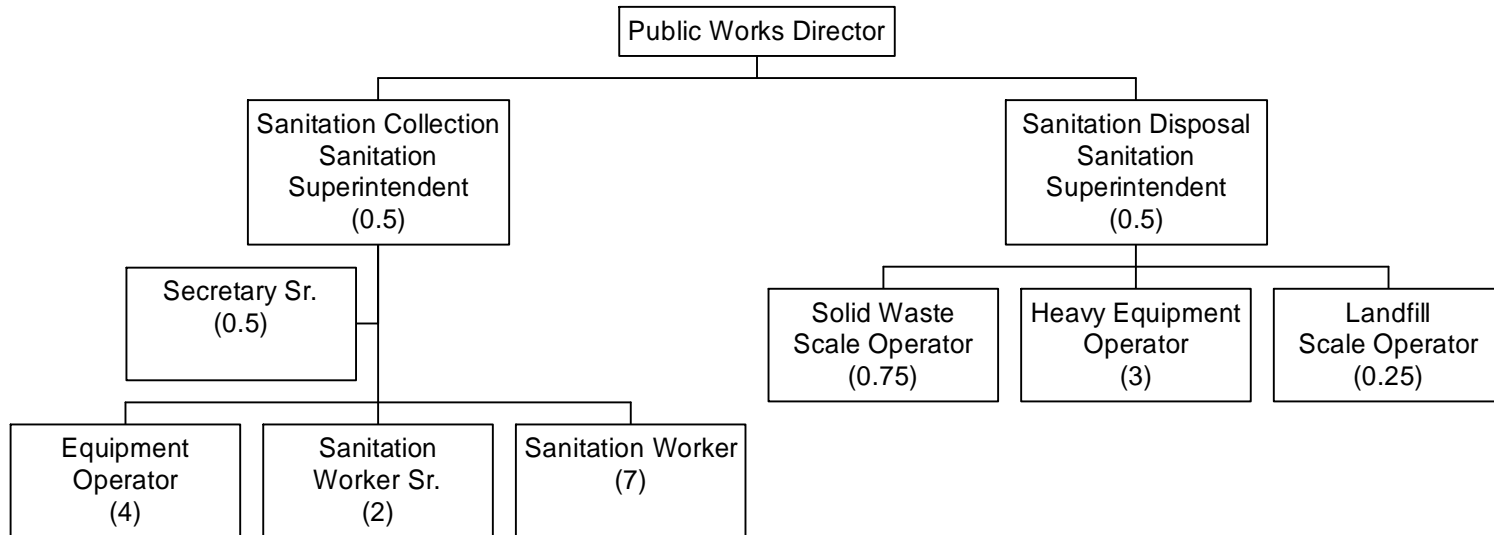 Public Works Director
Sanitation Collection
Sanitation
Superintendent
(0.5)
Sanitation Disposal
Sanitation
Superintendent
(0.5)
Secretary Sr.
(0.5)
Solid Waste
Scale Operator
(0.75)
Heavy Equipment
Operator
(3)
Landfill
Scale Operator
(0.25)
Equipment
Operator
(4)
Sanitation
Worker Sr.
(2)
Sanitation Worker
(7)